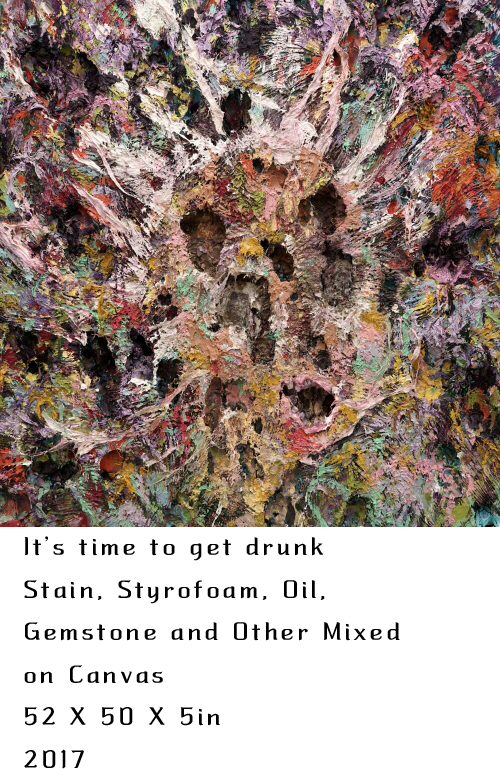 It's time to get drunk
Stain, Styrofoam, Oil,
Gemstone and Other Mixed
on Canvas
52 X 50 X 5in
2017